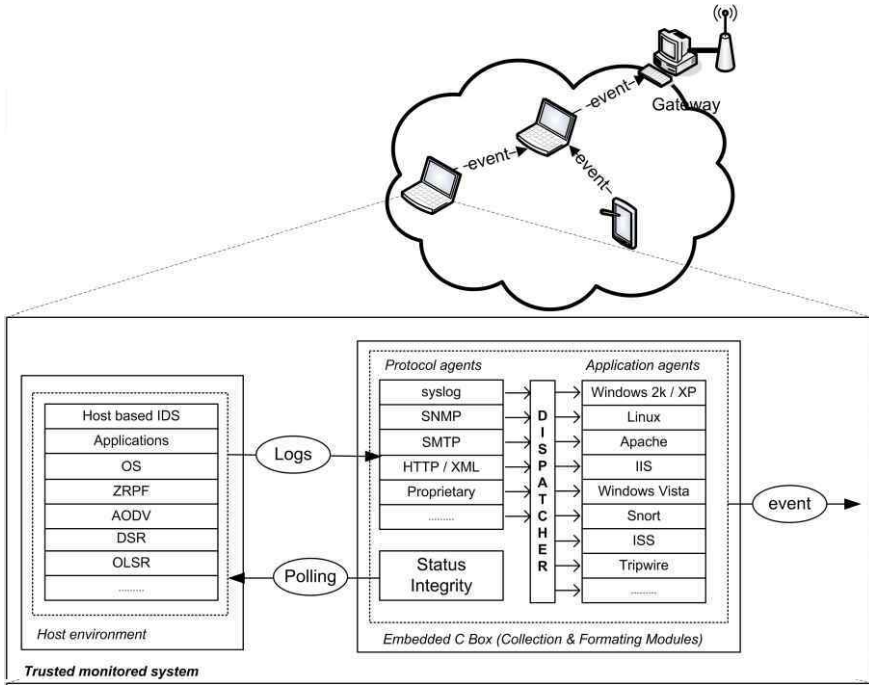 event
Gateway
event
event
Protocol agents
Application agents
syslog
SNMP
SMTP
HTTP / XML
Proprietary
.........
DISPATCHER
Windows 2k / XP
Linux
Apache
IIS
Windows Vista
Snort
ISS
Tripwire
.........
Host based IDS
Applications
OS
ZRPF
AODV
DSR
OLSR
.........
Logs
Polling
Status
Integrity
event
Host environment
Embedded C Box (Collection & Formating Modules)
Trusted monitored system